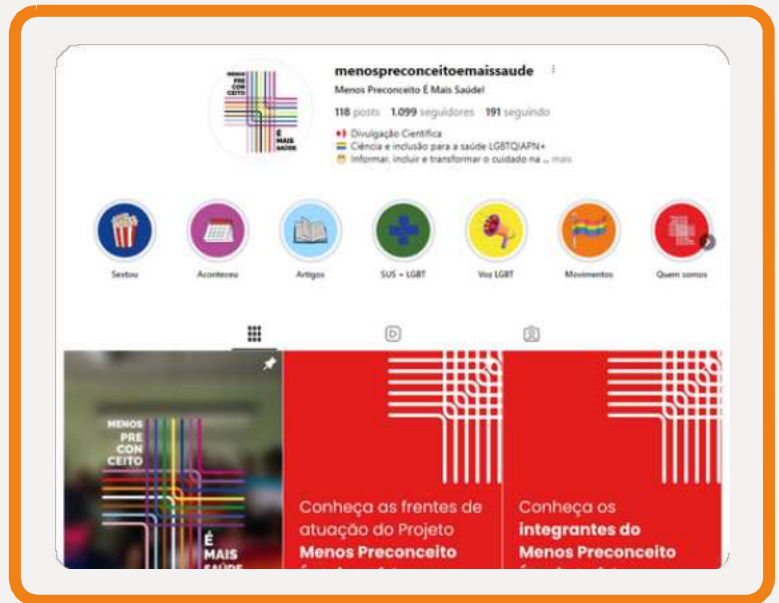 MENOS
PRE
CON
CEITO
É
MAIS
SAÚDE
menospreconceitoemaissaude
Menos Preconceito É Mais Saúde!
118 posts 1.099 seguidores 191 seguindo
Divulgação Científica
Ciência e inclusão para a saúde LGBTQIAPN+
Informar, incluir e transformar o cuidado na ... mais
Sextou Aconteceu Artigos SUS + LGBT Voz LGBT Movimentos Quem somos
MENOS
PRE
CON
CEITO
É
MAIS
SAÚDE
Conheça as frentes de
atuação do Projeto
Menos Preconceito
Conheça os
integrantes do
Menos Preconceito